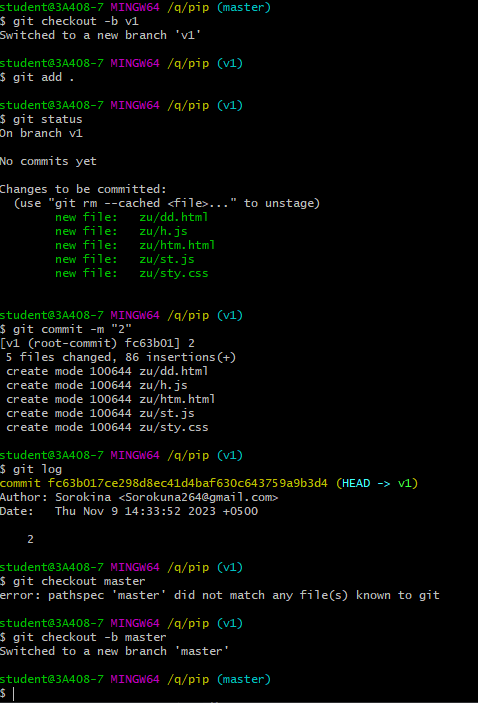 student@3A408-7 MINGW64 /q/pip (master)
$ git checkout -b v1
Switched to a new branch 'v1'
student@3A408-7 MINGW64 /q/pip (v1)
$ git add .
student@3A408-7 MINGW64 /q/pip (v1)
$ git status
On branch v1
No commits yet
Changes to be committed:
(use "git rm --cached <file>..." to unstage)
new file: zu/dd.html
new file: zu/h.js
new file: zu/htm.html
new file: zu/st.js
new file: zu/sty.css
student@3A408-7 MINGW64 /q/pip (v1)
$ git commit -m "2"
[v1 (root-commit) fc63b01] 2
5 files changed, 86 insertions(+)
create mode 100644 zu/dd.html
create mode 100644 zu/h.js
create mode 100644 zu/htm.html
create mode 100644 zu/st.js
create mode 100644 zu/sty.css
student@3A408-7 MINGW64 /q/pip (v1)
$ git log
commit fc63b017ce298d8ec41d4baf630c643759a9b3d4 (HEAD -> v1)
Author: Sorokina <Sorokuna264@gmail.com>
Date: Thu Nov 9 14:33:52 2023 +0500
2
student@3A408-7 MINGW64 /q/pip (v1)
$ git checkout master
error: pathspec 'master' did not match any file(s) known to git
student@3A408-7 MINGW64 /q/pip (v1)
$ git checkout -b master
Switched to a new branch 'master'
student@3A408-7 MINGW64 /q/pip (master)
$